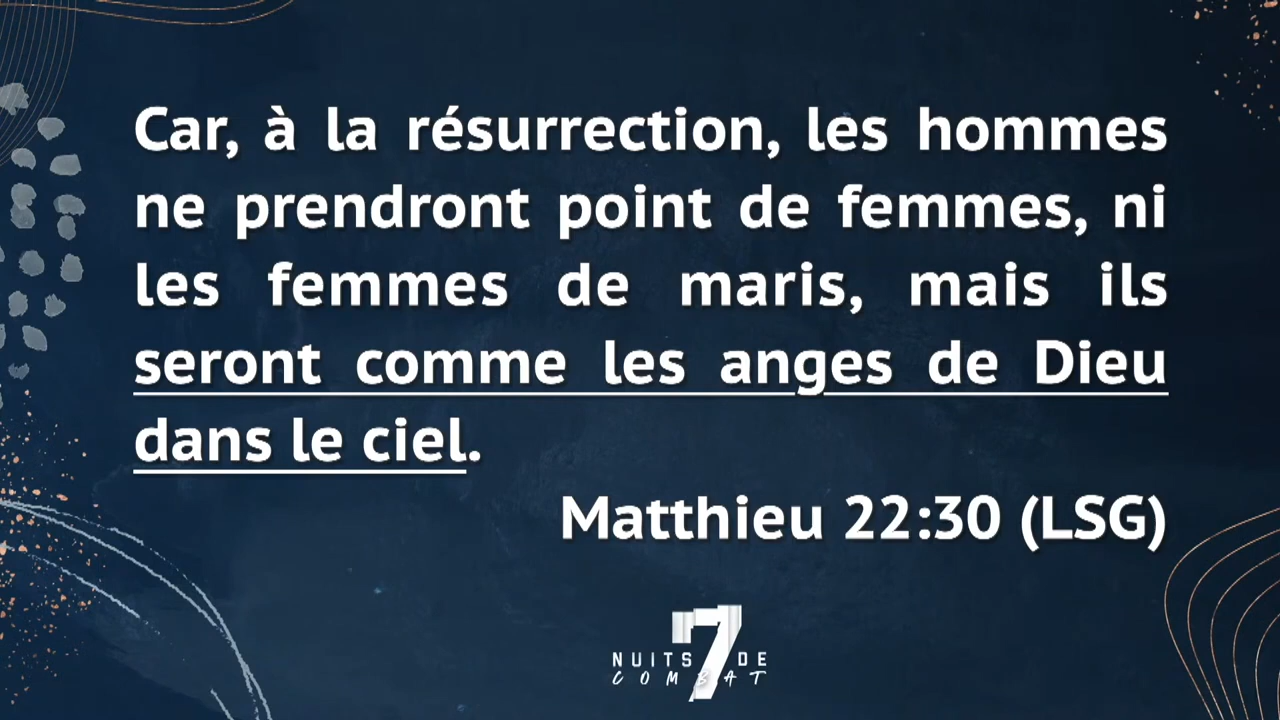 Car, à la résurrection, les hommes
ne prendront point de femmes, ni
les femmes de maris, mais ils
seront comme les anges de Dieu
dans le ciel.
Matthieu 22:30 (LSG)
7
NUITS DE
COMBAT